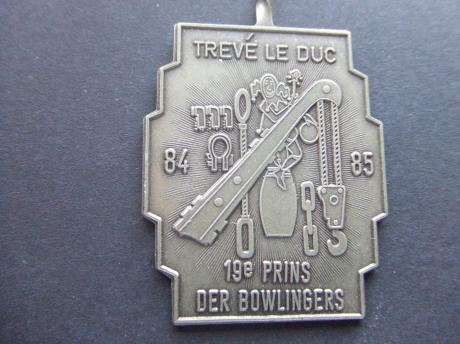 TREVÉ LE DUC
84 85
19e PRINS
DER BOWLINGERS